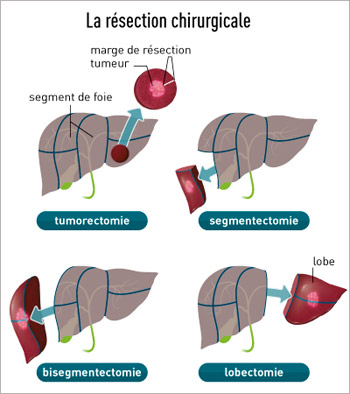 La résection chirurgicale
marge de résection
tumeur
segment de foie
tumorectomie
segmentectomie
lobe
bisegmentectomie
lobectomie